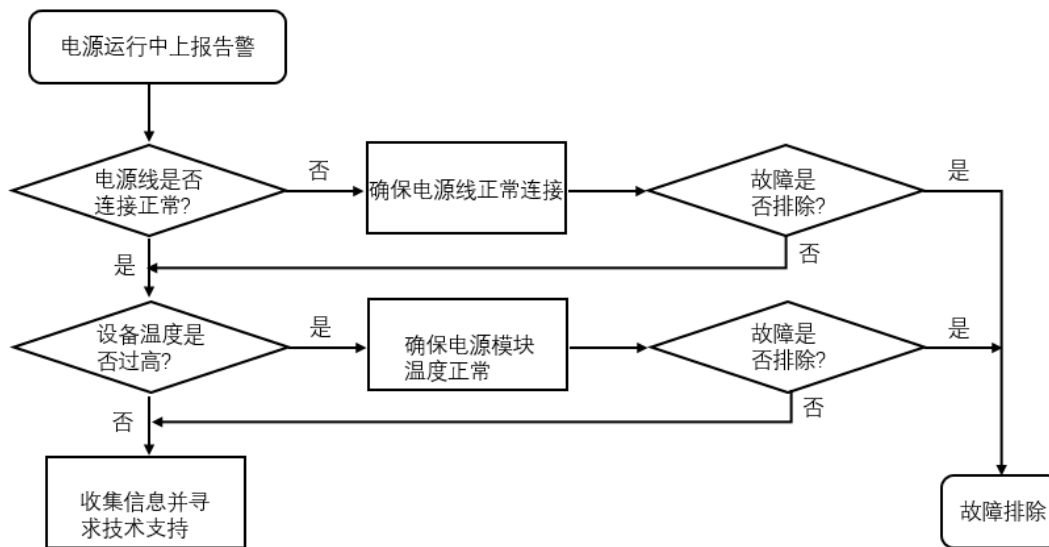 电源运行中上报告警
电源线是否
连接正常?
否
确保电源线正常连接
故障是
否排除?
是
是
否
设备温度是
否过高?
是
确保电源模块
温度正常
故障是
否排除?
是
否
否
收集信息并寻
求技术支持
故障排除